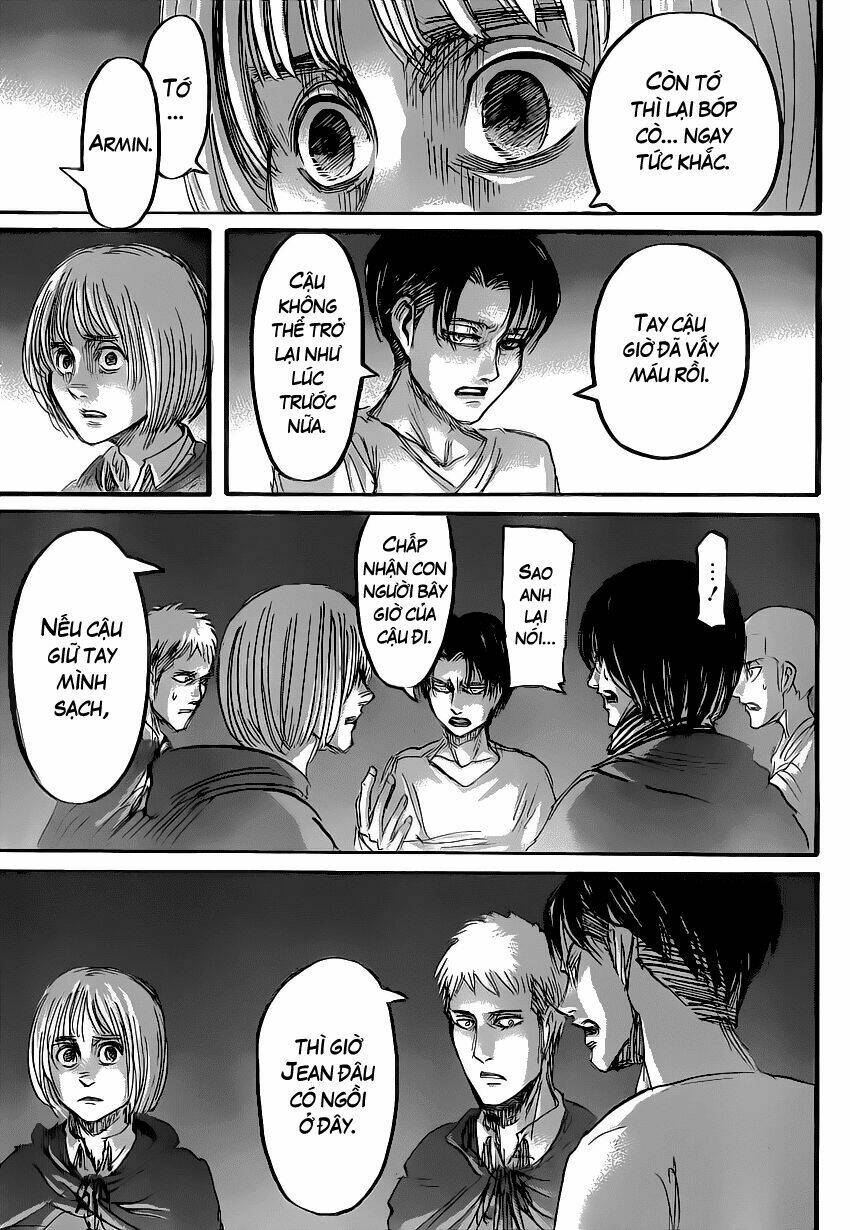 CÒN TỚ
THÌ LẠI BÓP
CÒ... NGAY
TỨC KHẮC.
TỚ
...
ARMIN.
TAY CẬU
GIỜ ĐÃ VẤY
MÁU RỒI.
CẬU
KHÔNG
THỂ TRỞ
LẠI NHƯ
LÚC
TRƯỚC
NỮA.
...!
SAO
ANH
LẠI
NÓI...
CHẤP
NHẬN CON
NGƯỜI BÂY
GIỜ CỦA
CẬU ĐI.
NẾU CẬU
GIỮ TAY
MÌNH
SẠCH,
THÌ GIỜ
JEAN ĐÂU
CÓ NGỒI
Ở ĐÂY.